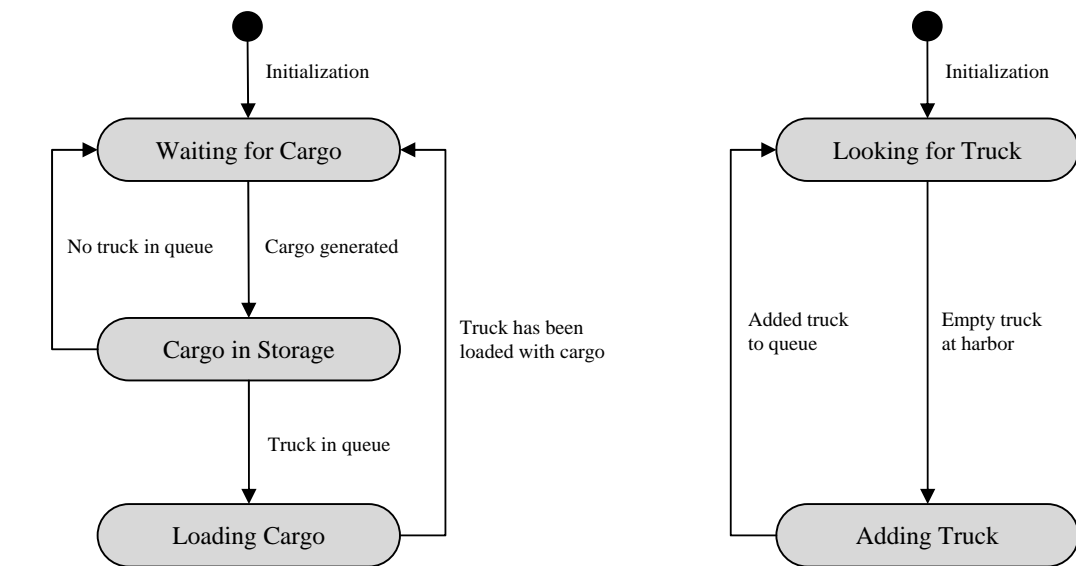 Initialization
Waiting for Cargo
No truck in queue
Cargo generated
Cargo in Storage
Truck has been
loaded with cargo
Truck in queue
Loading Cargo
Initialization
Looking for Truck
Added truck
to queue
Empty truck
at harbor
Adding Truck